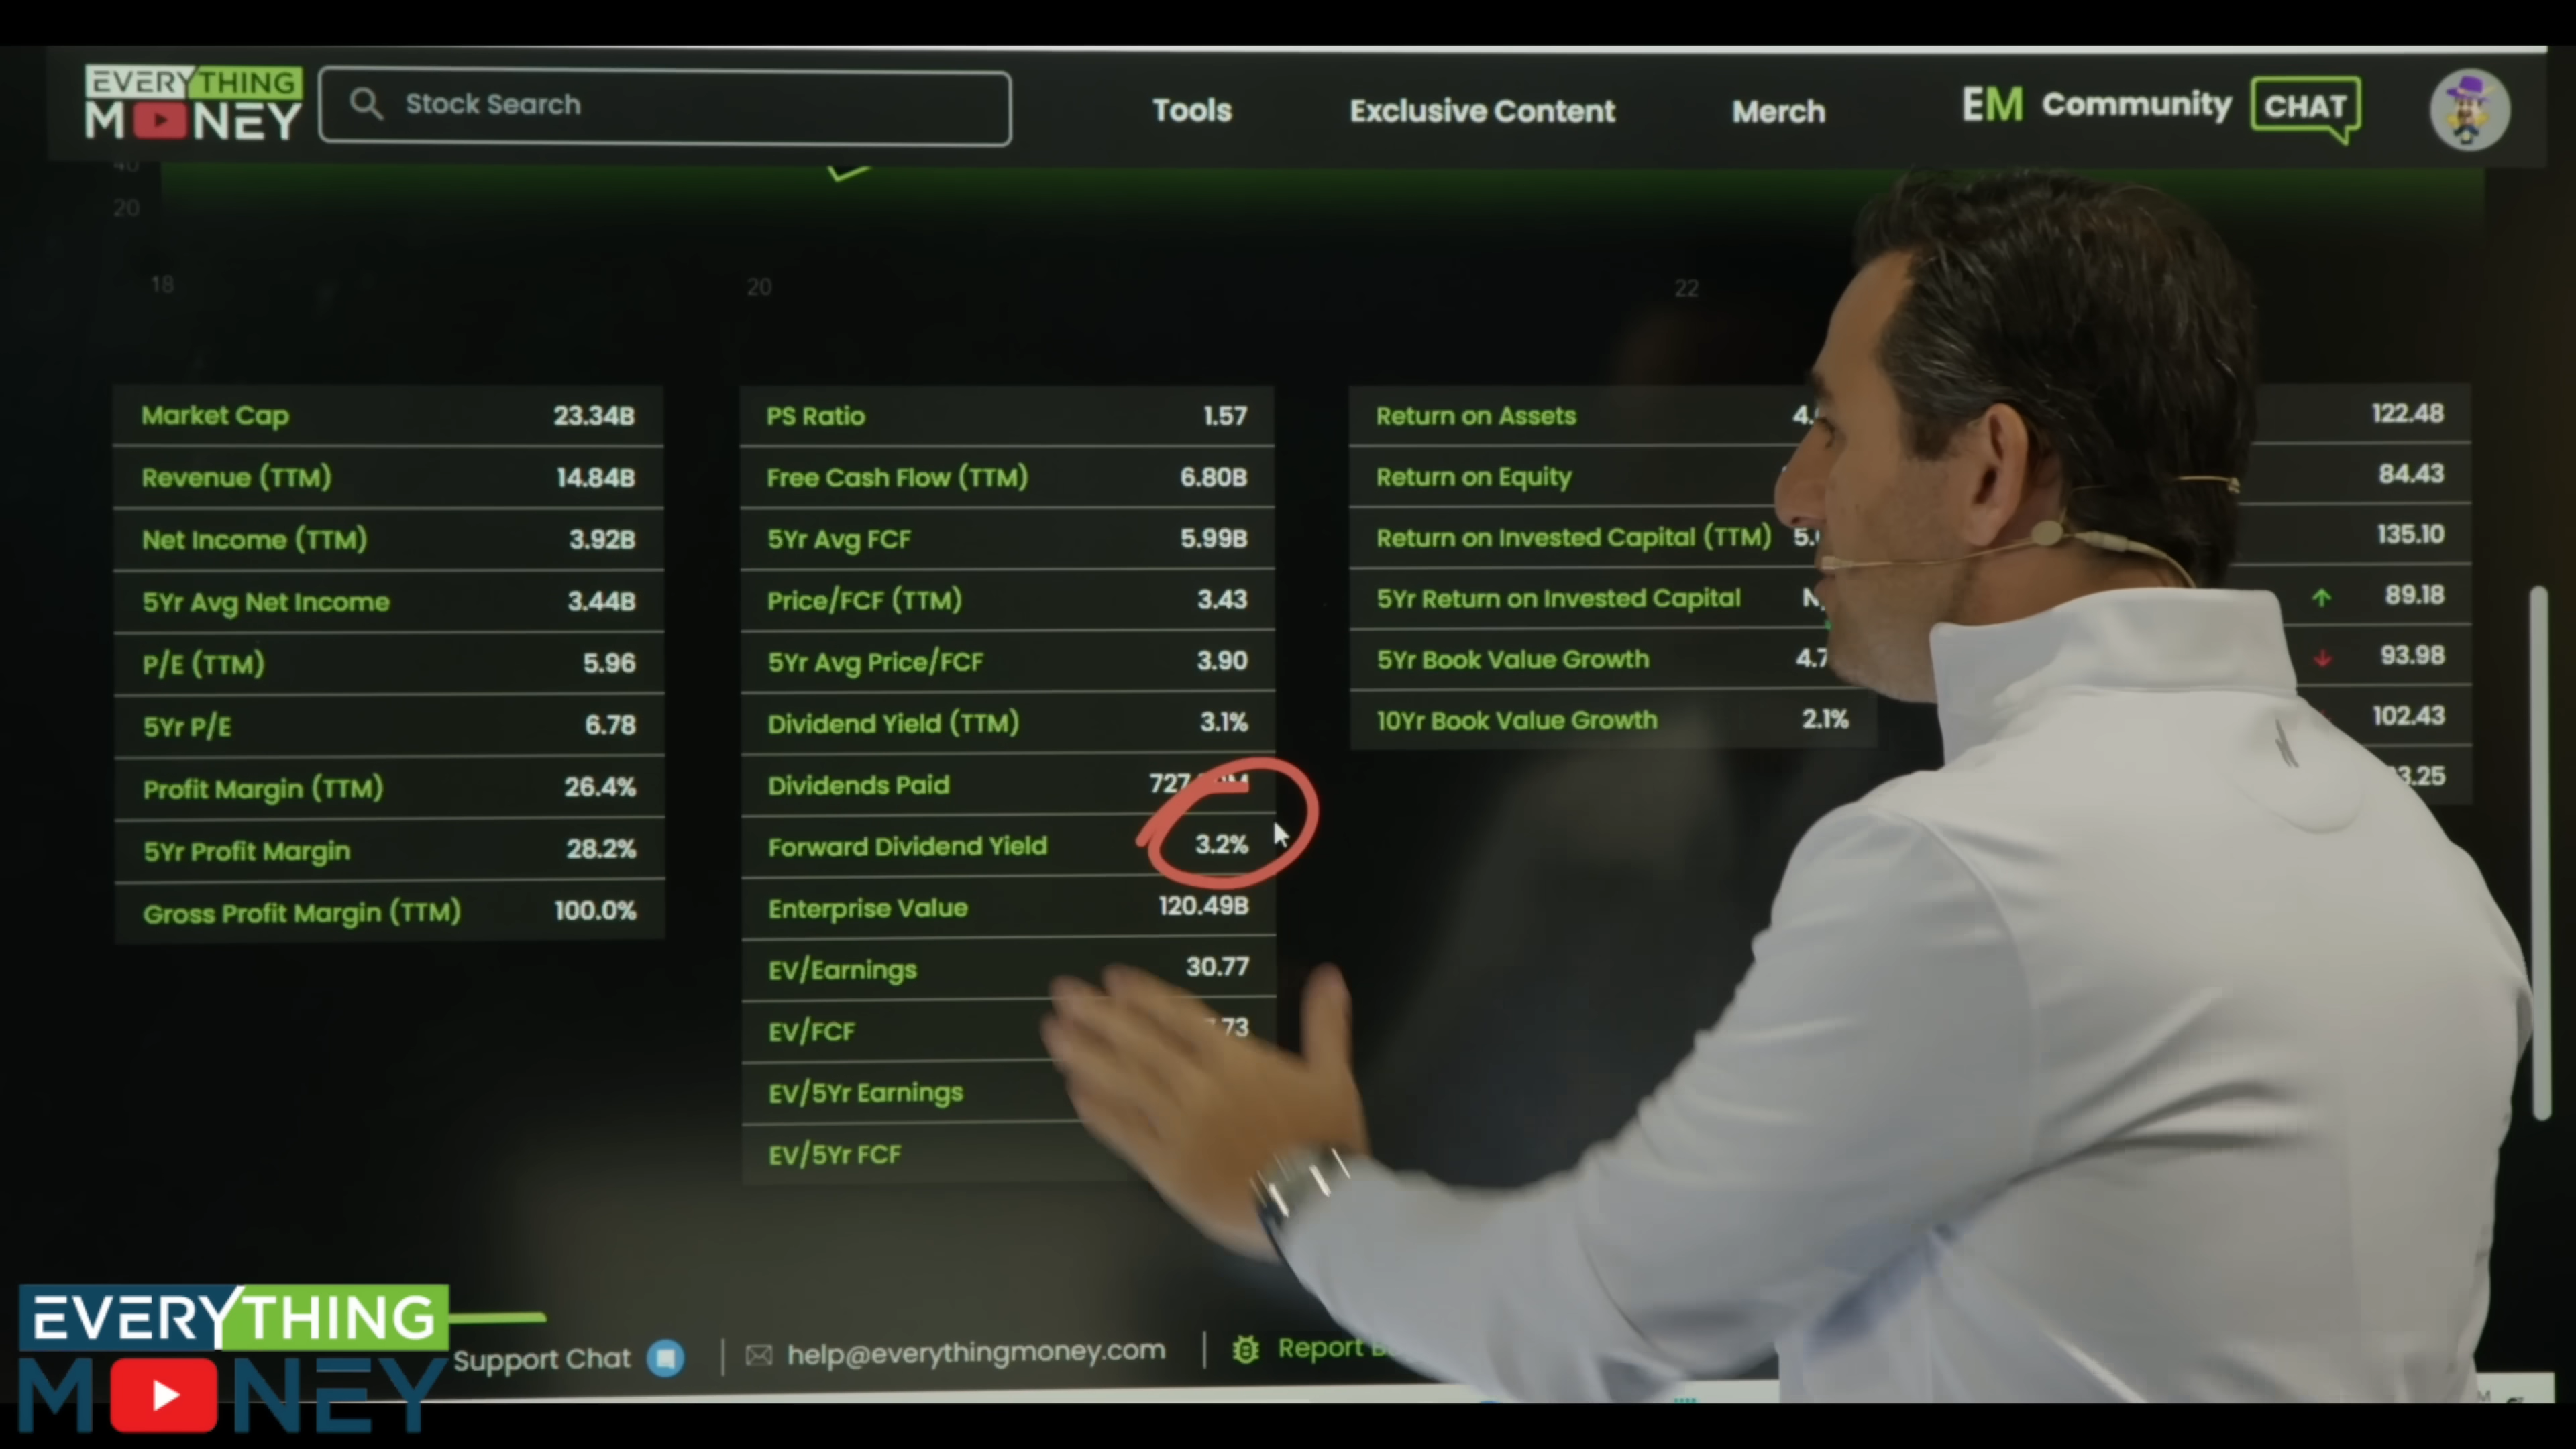 EVERYTHING
MONEY
Stock Search
Tools
Exclusive Content
Merch
EM Community
CHAT
20
18
20
22
Market Cap 23.34B
Revenue (TTM) 14.84B
Net Income (TTM) 3.92B
5Yr Avg Net Income 3.44B
P/E (TTM) 5.96
5Yr P/E 6.78
Profit Margin (TTM) 26.4%
5Yr Profit Margin 28.2%
Gross Profit Margin (TTM) 100.0%
PS Ratio 1.57
Free Cash Flow (TTM) 6.80B
5Yr Avg FCF 5.99B
Price/FCF (TTM) 3.43
5Yr Avg Price/FCF 3.90
Dividend Yield (TTM) 3.1%
Dividends Paid
Forward Dividend Yield 3.2%
Enterprise Value 120.49B
EV/Earnings 30.77
EV/FCF
EV/5Yr Earnings
EV/5Yr FCF
Return on Assets
Return on Equity
Return on Invested Capital (TTM)
5Yr Return on Invested Capital
5Yr Book Value Growth
10Yr Book Value Growth 2.1%
122.48
84.43
135.10
89.18
93.98
102.43
Support Chat
help@everythingmoney.com
Report
EVERYTHING
MONEY